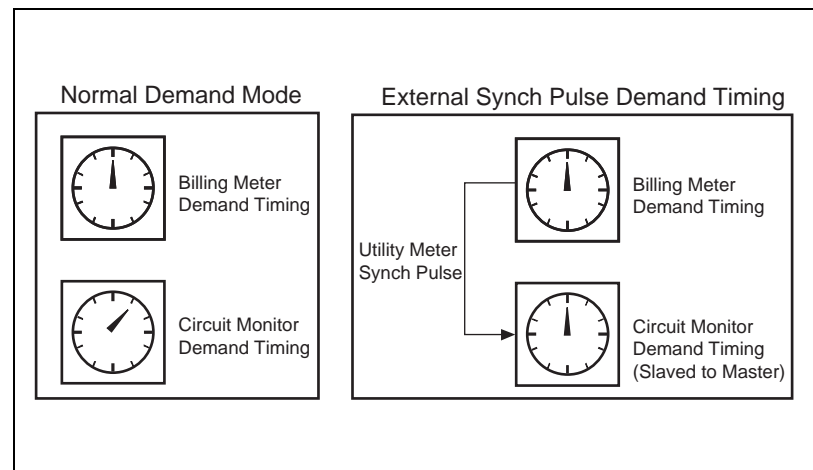 Normal Demand Mode
Billing Meter
Demand Timing
Circuit Monitor
Demand Timing
External Synch Pulse Demand Timing
Billing Meter
Demand Timing
Utility Meter
Synch Pulse
Circuit Monitor
Demand Timing
(Slaved to Master)